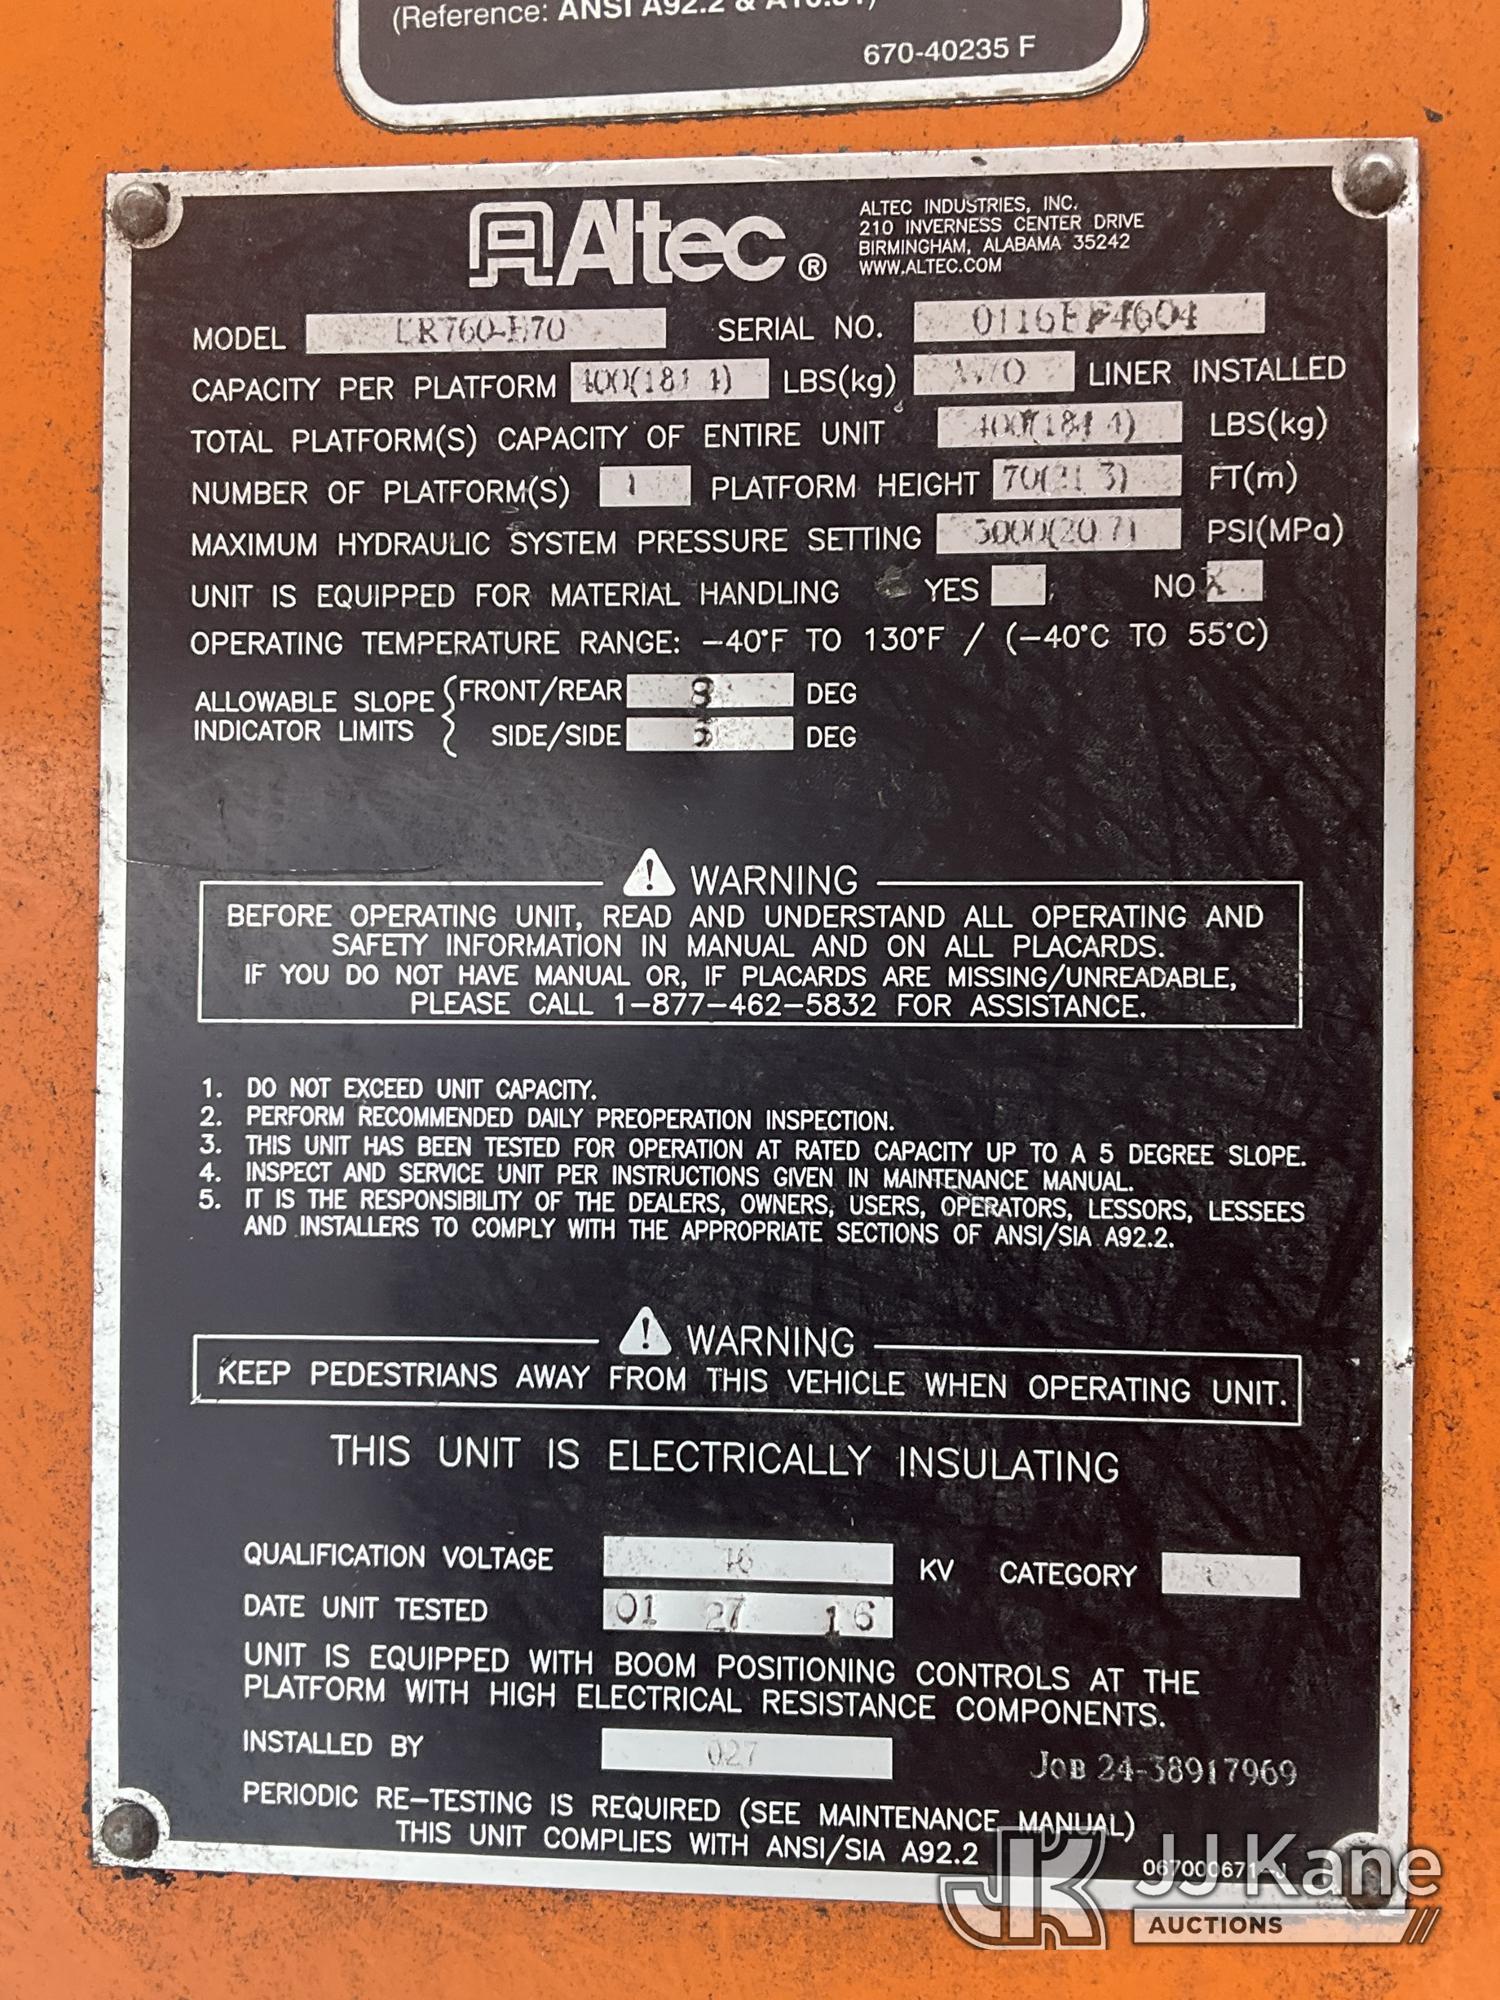 (Reference: ANSI A92.2 & A10.31)
670-40235 F
Altec ®
ALTEC INDUSTRIES, INC.
210 INVERNESS CENTER DRIVE
BIRMINGHAM, ALABAMA 35242
WWW.ALTEC.COM
MODEL LR760-E70 SERIAL NO.
CAPACITY PER PLATFORM 400(181 4) LBS(kg) LINER INSTALLED
TOTAL PLATFORM(S) CAPACITY OF ENTIRE UNIT 400(181 4) LBS(kg)
NUMBER OF PLATFORM(S) 1 PLATFORM HEIGHT 70(21 3) FT(m)
MAXIMUM HYDRAULIC SYSTEM PRESSURE SETTING 3000(20 7) PSI(MPa)
UNIT IS EQUIPPED FOR MATERIAL HANDLING YES ; NO X
OPERATING TEMPERATURE RANGE: -40°F TO 130°F / (-40°C TO 55°C)
ALLOWABLE SLOPE INDICATOR LIMITS
FRONT/REAR DEG
SIDE/SIDE DEG
WARNING
BEFORE OPERATING UNIT, READ AND UNDERSTAND ALL OPERATING AND
SAFETY INFORMATION IN MANUAL AND ON ALL PLACARDS.
IF YOU DO NOT HAVE MANUAL OR, IF PLACARDS ARE MISSING/UNREADABLE,
PLEASE CALL 1-877-462-5832 FOR ASSISTANCE.
1. DO NOT EXCEED UNIT CAPACITY.
2. PERFORM RECOMMENDED DAILY PREOPERATION INSPECTION.
3. THIS UNIT HAS BEEN TESTED FOR OPERATION AT RATED CAPACITY UP TO A 5 DEGREE SLOPE.
4. INSPECT AND SERVICE UNIT PER INSTRUCTIONS GIVEN IN MAINTENANCE MANUAL.
5. IT IS THE RESPONSIBILITY OF THE DEALERS, OWNERS, USERS, OPERATORS, LESSORS, LESSEES
AND INSTALLERS TO COMPLY WITH THE APPROPRIATE SECTIONS OF ANSI/SIA A92.2.
WARNING
KEEP PEDESTRIANS AWAY FROM THIS VEHICLE WHEN OPERATING UNIT.
THIS UNIT IS ELECTRICALLY INSULATING
QUALIFICATION VOLTAGE KV CATEGORY
DATE UNIT TESTED 01 27 16
UNIT IS EQUIPPED WITH BOOM POSITIONING CONTROLS AT THE
PLATFORM WITH HIGH ELECTRICAL RESISTANCE COMPONENTS.
INSTALLED BY 027
JOB 24-38917969
PERIODIC RE-TESTING IS REQUIRED (SEE MAINTENANCE MANUAL)
THIS UNIT COMPLIES WITH ANSI/SIA A92.2
JK JJ Kane
AUCTIONS